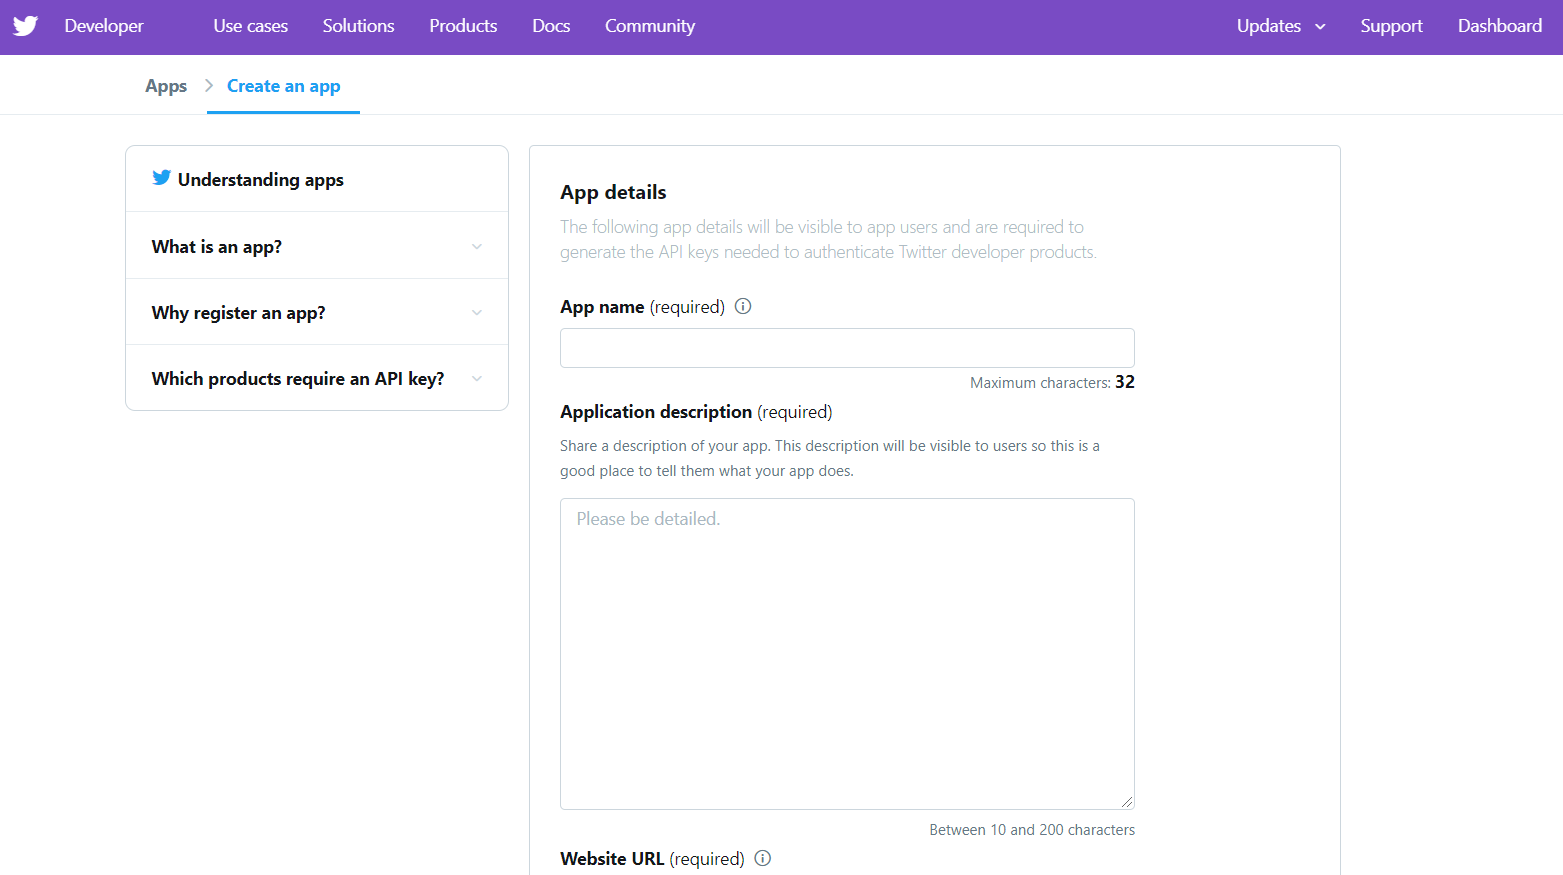 Developer Use cases Solutions Products Docs Community Updates Support Dashboard
Apps Create an app
Understanding apps
What is an app?
Why register an app?
Which products require an API key?
App details
The following app details will be visible to app users and are required to
generate the API keys needed to authenticate Twitter developer products.
App name (required)
Maximum characters: 32
Application description (required)
Share a description of your app. This description will be visible to users so this is a
good place to tell them what your app does.
Please be detailed.
Between 10 and 200 characters
Website URL (required)